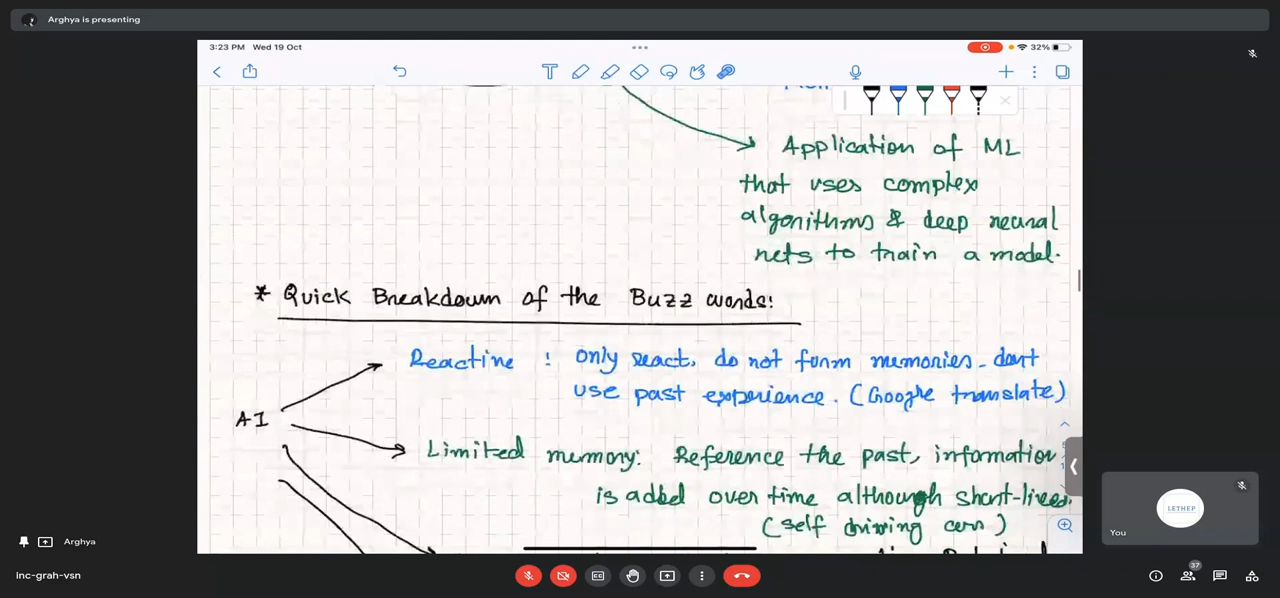 Arghya is presenting
3:23 PM Wed 19 Oct
32%
Application of ML
that uses complex
algorithms & deep neural
nets to train a model.
* Quick Breakdown of the Buzz words:
Reactive : only react, do not form memories - don't
use past experience. (Google translate)
AI
Limited memory: Reference the past, information
is added over time although short-lived.
(self driving cars)
LETHEP
You
Arghya
lnc-grah-vsn
37